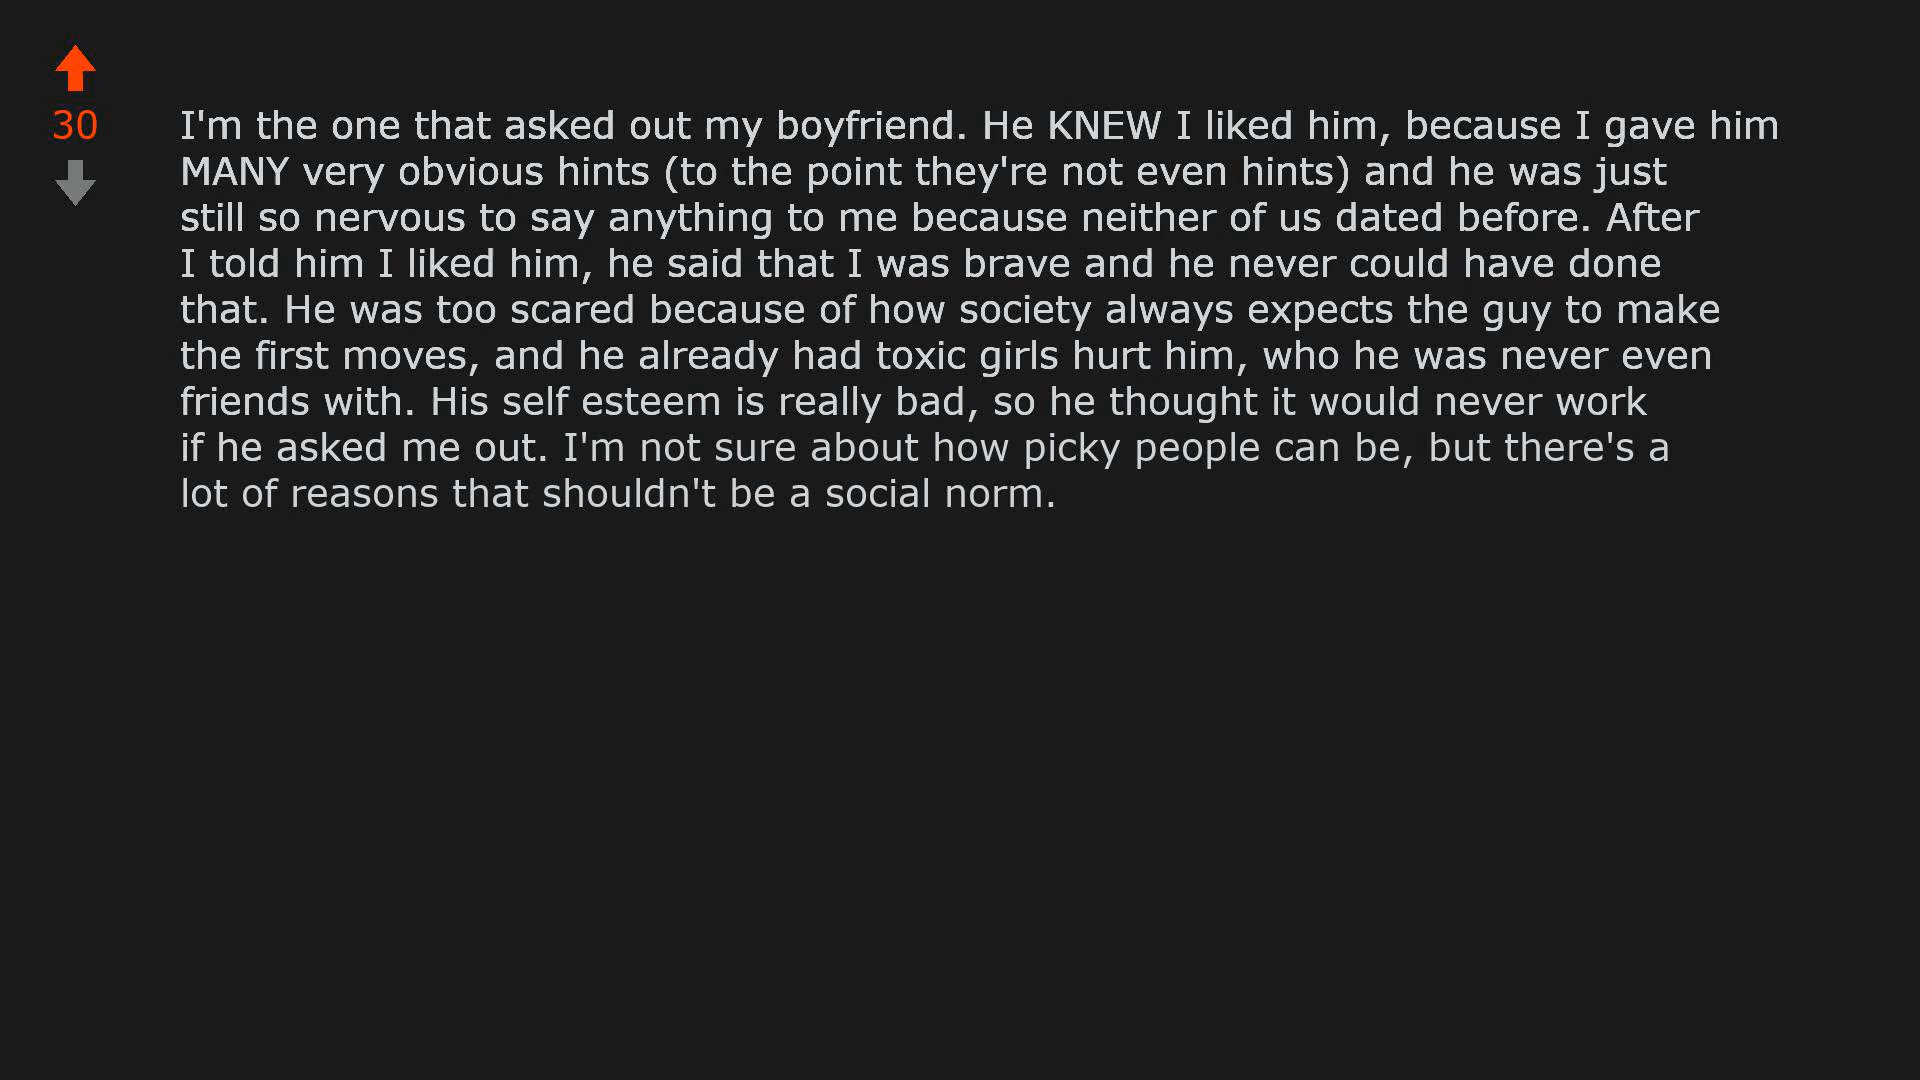 30
I'm the one that asked out my boyfriend. He KNEW I liked him, because I gave him
MANY very obvious hints (to the point they're not even hints) and he was just
still so nervous to say anything to me because neither of us dated before. After
I told him I liked him, he said that I was brave and he never could have done
that. He was too scared because of how society always expects the guy to make
the first moves, and he already had toxic girls hurt him, who he was never even
friends with. His self esteem is really bad, so he thought it would never work
if he asked me out. I'm not sure about how picky people can be, but there's a
lot of reasons that shouldn't be a social norm.